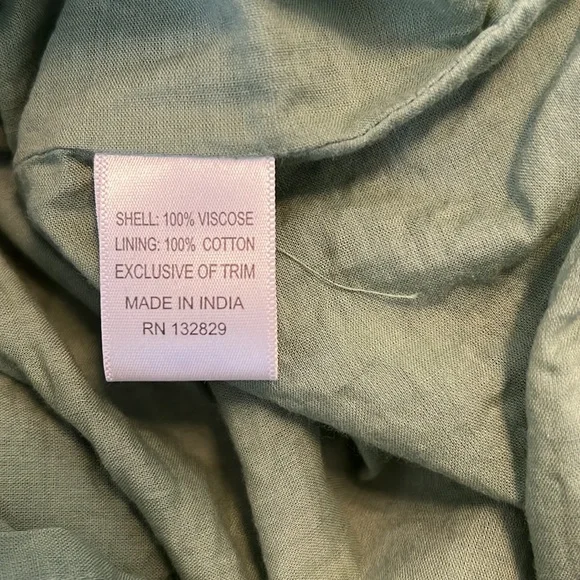 SHELL: 100% VISCOSE
LINING: 100% COTTON
EXCLUSIVE OF TRIM
MADE IN INDIA
RN 132829